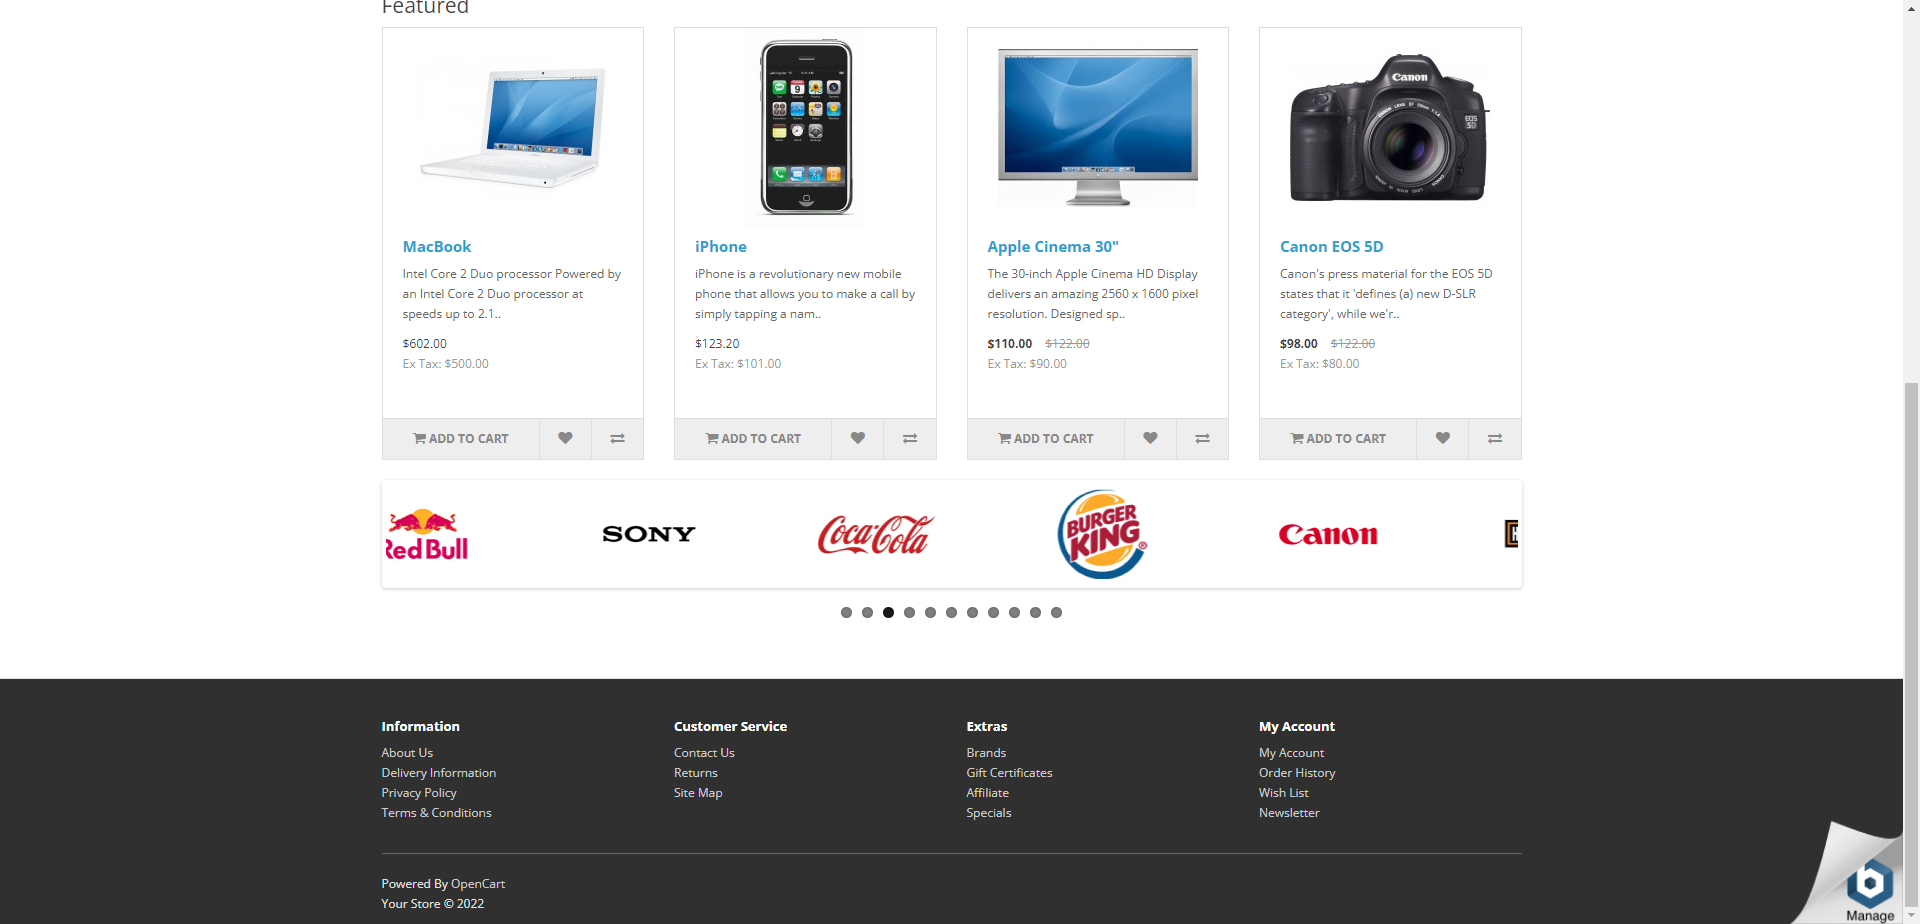 Featured
Canon
EOS 5D
MacBook
Intel Core 2 Duo processor Powered by
an Intel Core 2 Duo processor at
speeds up to 2.1..
$602.00
Ex Tax: $500.00
ADD TO CART
iPhone
iPhone is a revolutionary new mobile
phone that allows you to make a call by
simply tapping a nam..
$123.20
Ex Tax: $101.00
ADD TO CART
Apple Cinema 30"
The 30-inch Apple Cinema HD Display
delivers an amazing 2560 x 1600 pixel
resolution. Designed sp..
$110.00 $122.00
Ex Tax: $90.00
ADD TO CART
Canon EOS 5D
Canon's press material for the EOS 5D
states that it 'defines (a) new D-SLR
category', while we'r..
$98.00 $122.00
Ex Tax: $80.00
ADD TO CART
Red Bull
SONY
Coca-Cola
BURGER
KING
Canon
Information
About Us
Delivery Information
Privacy Policy
Terms & Conditions
Customer Service
Contact Us
Returns
Site Map
Extras
Brands
Gift Certificates
Affiliate
Specials
My Account
My Account
Order History
Wish List
Newsletter
Powered By OpenCart
Your Store © 2022
b
Manage